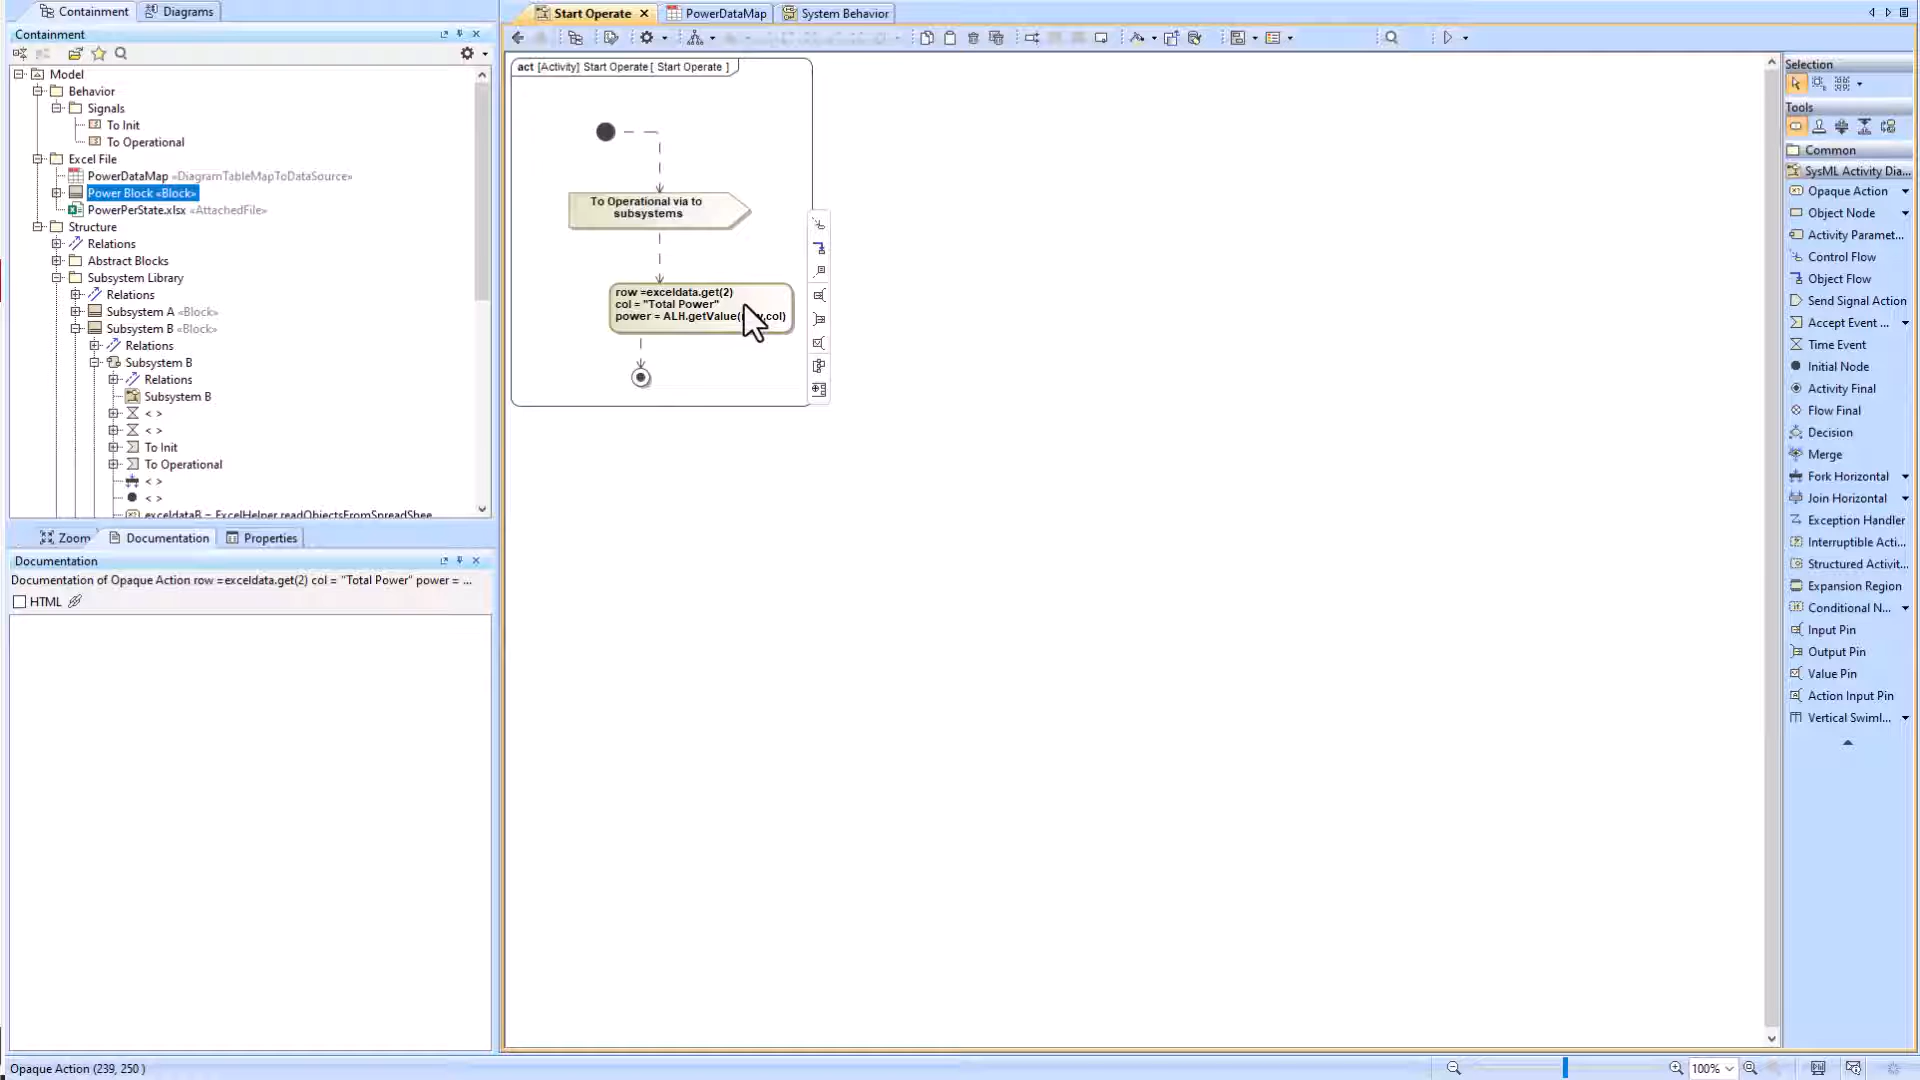 Containment
Diagrams
Containment
Model
Behavior
Signals
To Init
To Operational
Excel File
PowerDataMap «DiagramTableMapToDataSource»
Power Block «Block»
PowerPerState.xlsx «AttachedFile»
Structure
Relations
Abstract Blocks
Subsystem Library
Relations
Subsystem A «Block»
Subsystem B «Block»
Relations
Subsystem B
Relations
Subsystem B
< >
< >
To Init
To Operational
< >
< >
exceldataB = ExcelHelper.readObjectsFromSpreadShee
Zoom
Documentation
Properties
Documentation
Documentation of Opaque Action row =exceldata.get(2) col = "Total Power" power = ...
HTML
Opaque Action (239, 250 )
Start Operate
PowerDataMap
System Behavior
act [Activity] Start Operate [ Start Operate ]
To Operational via to
subsystems
row =exceldata.get(2)
col = "Total Power"
power = ALH.getValue( ,col)
Selection
Tools
Common
SysML Activity Dia...
Opaque Action
Object Node
Activity Paramet...
Control Flow
Object Flow
Send Signal Action
Accept Event ...
Time Event
Initial Node
Activity Final
Flow Final
Decision
Merge
Fork Horizontal
Join Horizontal
Exception Handler
Interruptible Acti...
Structured Activit...
Expansion Region
Conditional N...
Input Pin
Output Pin
Value Pin
Action Input Pin
Vertical Swiml...
100%